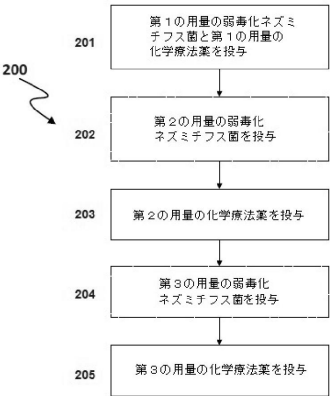 200
201
第1の用量の弱毒化ネズミ
チフス菌と第1の用量の
化学療法薬を投与
202
第2の用量の弱毒化
ネズミチフス菌を投与
203
第2の用量の化学療法薬を投与
204
第3の用量の弱毒化
ネズミチフス菌を投与
205
第3の用量の化学療法薬を投与